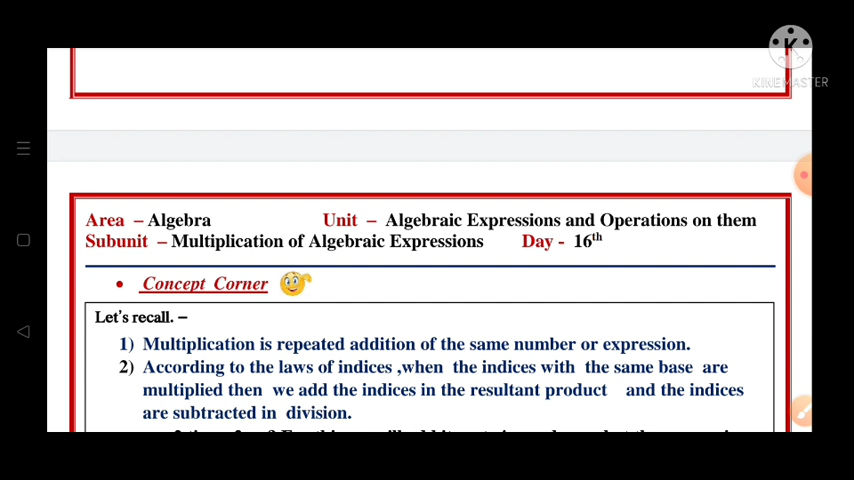 KINEMASTER
Area – Algebra Unit – Algebraic Expressions and Operations on them
Subunit – Multiplication of Algebraic Expressions Day - 16th
• Concept Corner
Let's recall. –
1) Multiplication is repeated addition of the same number or expression.
2) According to the laws of indices ,when the indices with the same base are
multiplied then we add the indices in the resultant product and the indices
are subtracted in division.